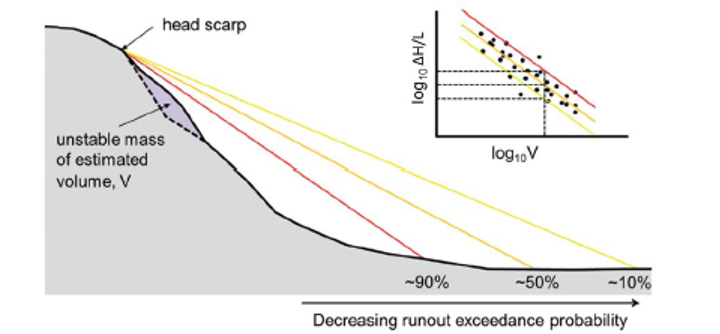 head scarp
unstable mass
of estimated
volume, V
log10 ΔH/L
log10V
~90%
~50%
~10%
Decreasing runout exceedance probability